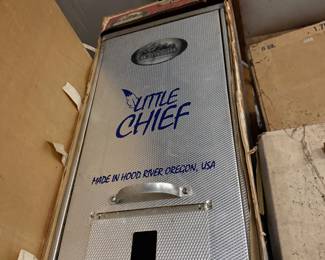 LITTLE
CHIEF
MADE IN HOOD RIVER OREGON, USA